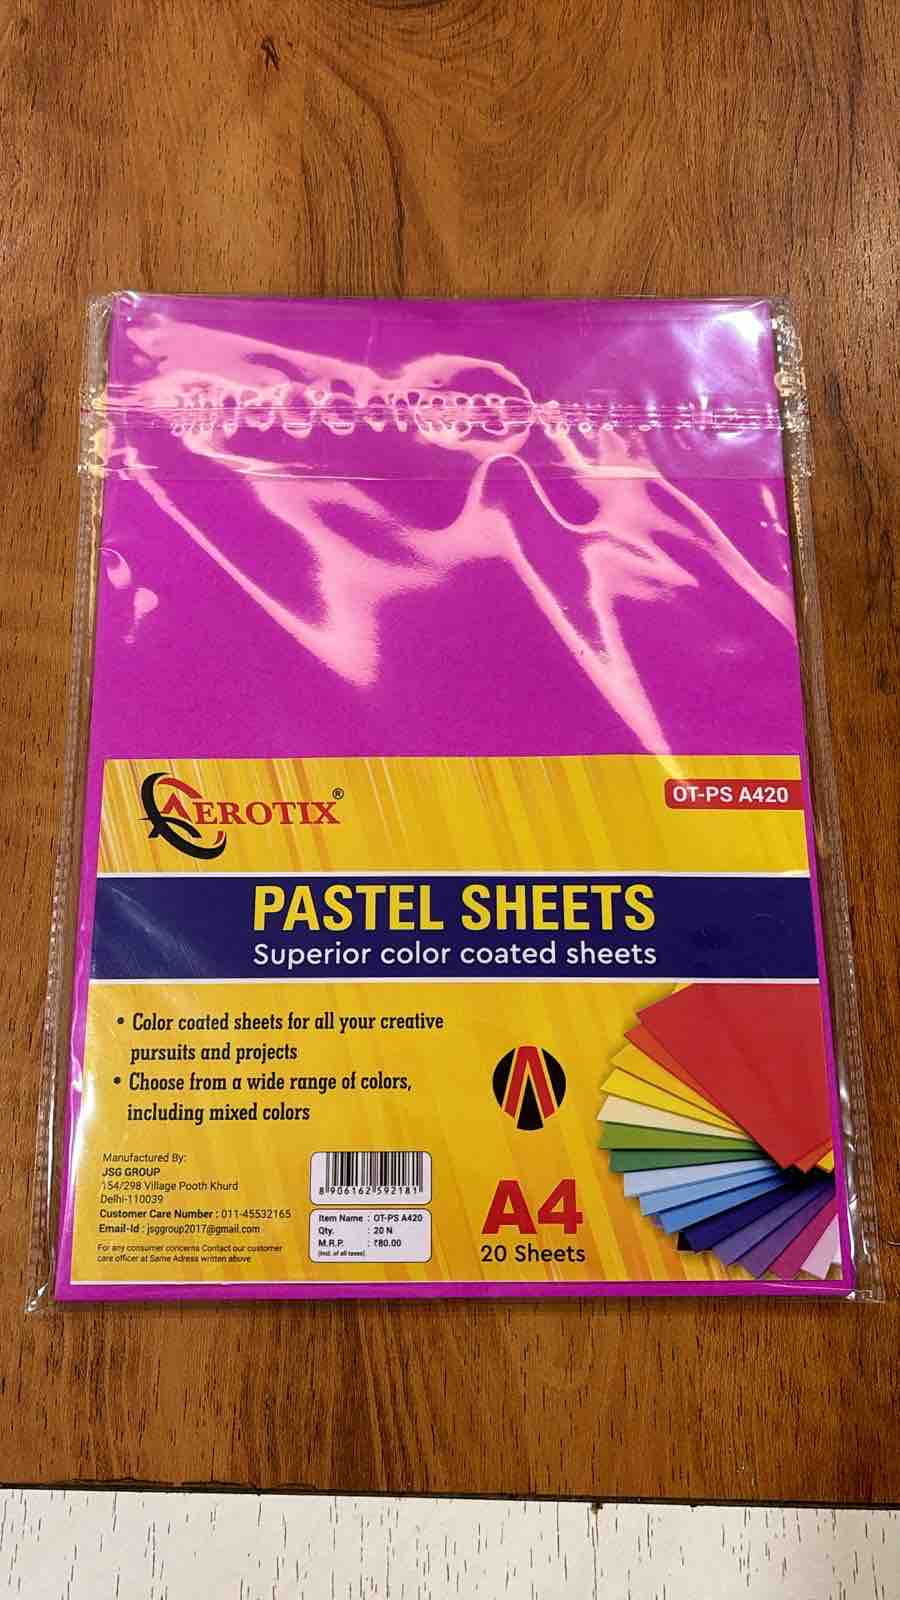 AEROTIX®
OT-PS A420
PASTEL SHEETS
Superior color coated sheets
• Color coated sheets for all your creative
pursuits and projects
• Choose from a wide range of colors,
including mixed colors
Manufactured By:
JSG GROUP
154/298 Village Pooth Khurd
Delhi-110039
Customer Care Number : 011-45532165
Email-Id : jsggroup2017@gmail.com
For any consumer concerns Contact our customer
care officer at Same Adress written above
8 906162 592181
Item Name : OT-PS A420
Qty. : 20 N
M.R.P. : ₹80.00
(Incl. of all taxes)
A4
20 Sheets